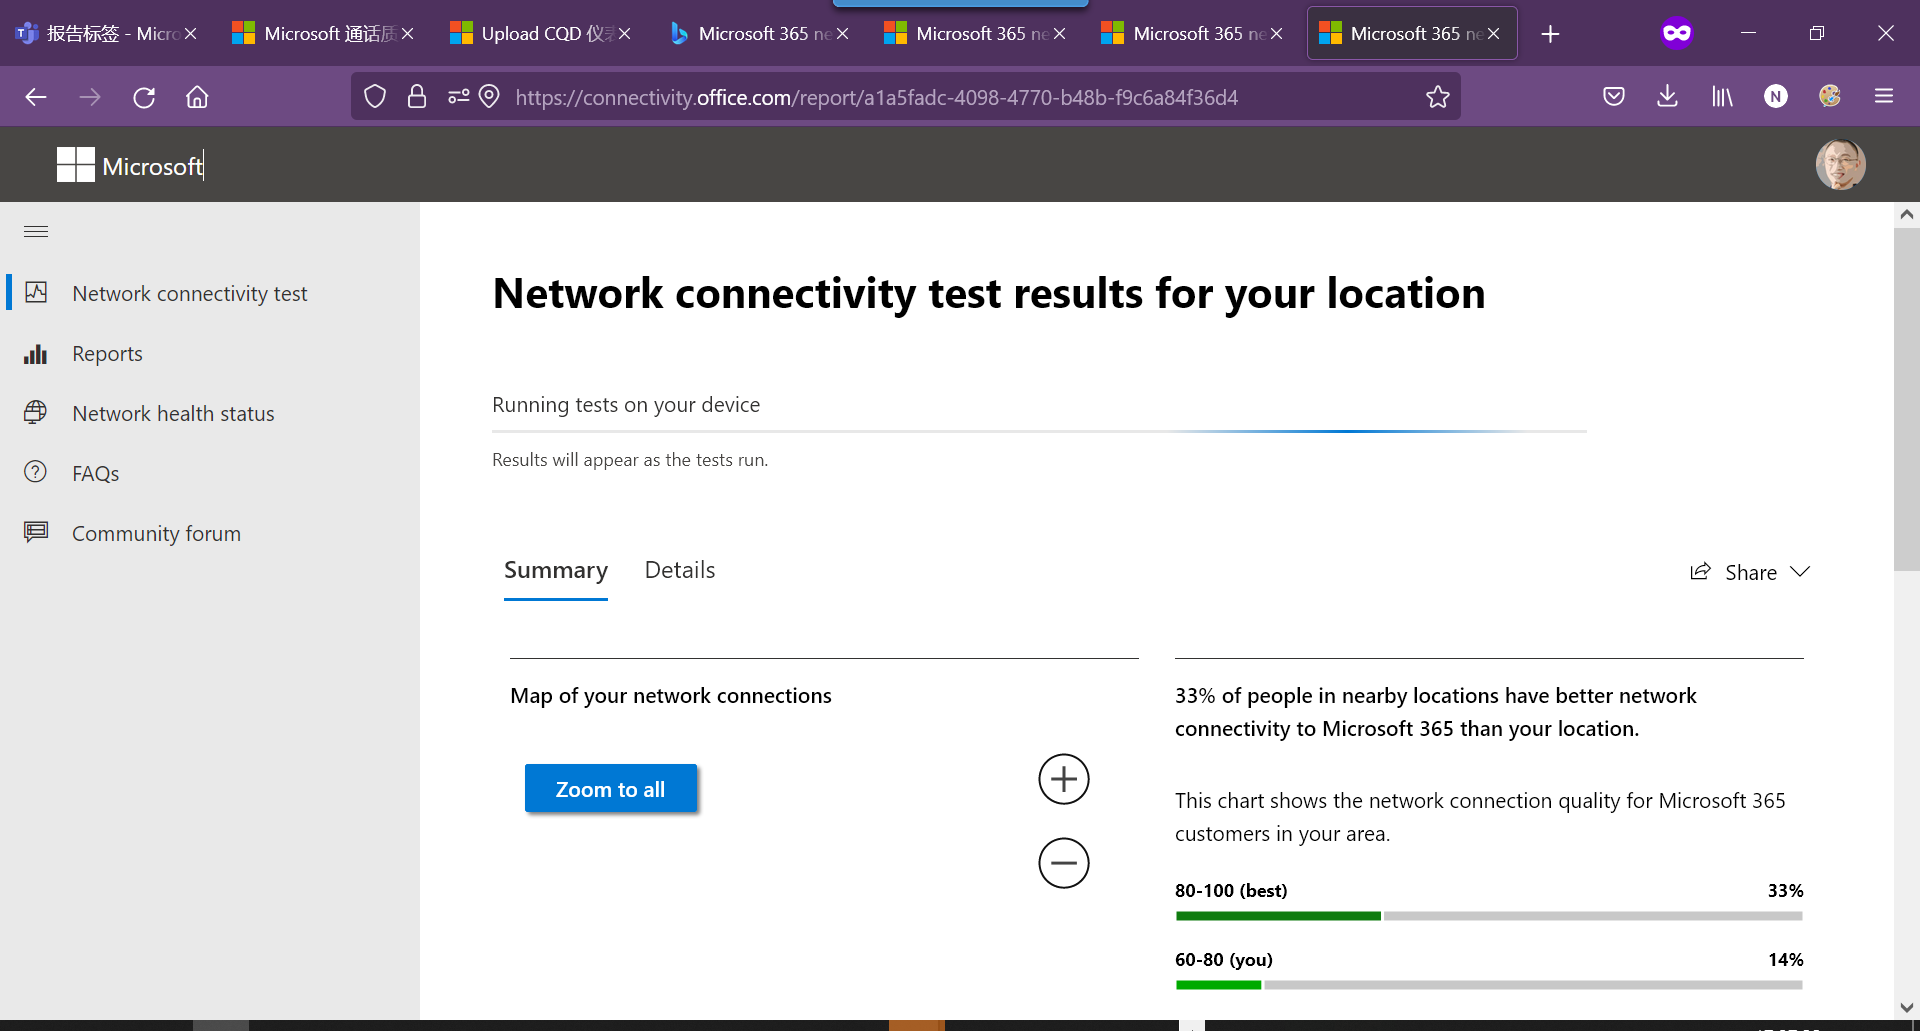 报告标签 - Micro
Microsoft 通话质
Upload CQD 仪表
Microsoft 365 ne
Microsoft 365 ne
Microsoft 365 ne
Microsoft 365 ne
https://connectivity.office.com/report/a1a5fadc-4098-4770-b48b-f9c6a84f36d4
N
Microsoft
Network connectivity test
Reports
Network health status
FAQs
Community forum
Network connectivity test results for your location
Running tests on your device
Results will appear as the tests run.
Summary
Details
Share
Map of your network connections
Zoom to all
33% of people in nearby locations have better network
connectivity to Microsoft 365 than your location.
This chart shows the network connection quality for Microsoft 365
customers in your area.
80-100 (best)
33%
60-80 (you)
14%